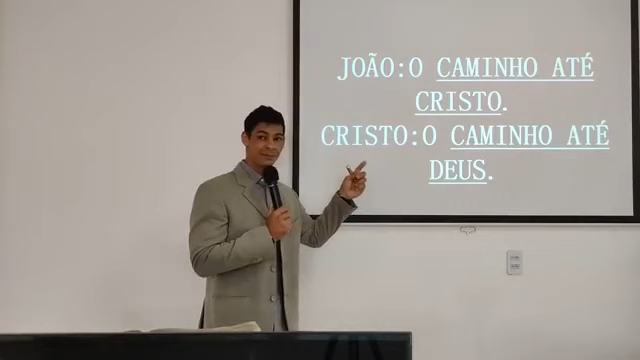 JOÃO:O CAMINHO ATÉ
CRISTO.
CRISTO:O CAMINHO ATÉ
DEUS.